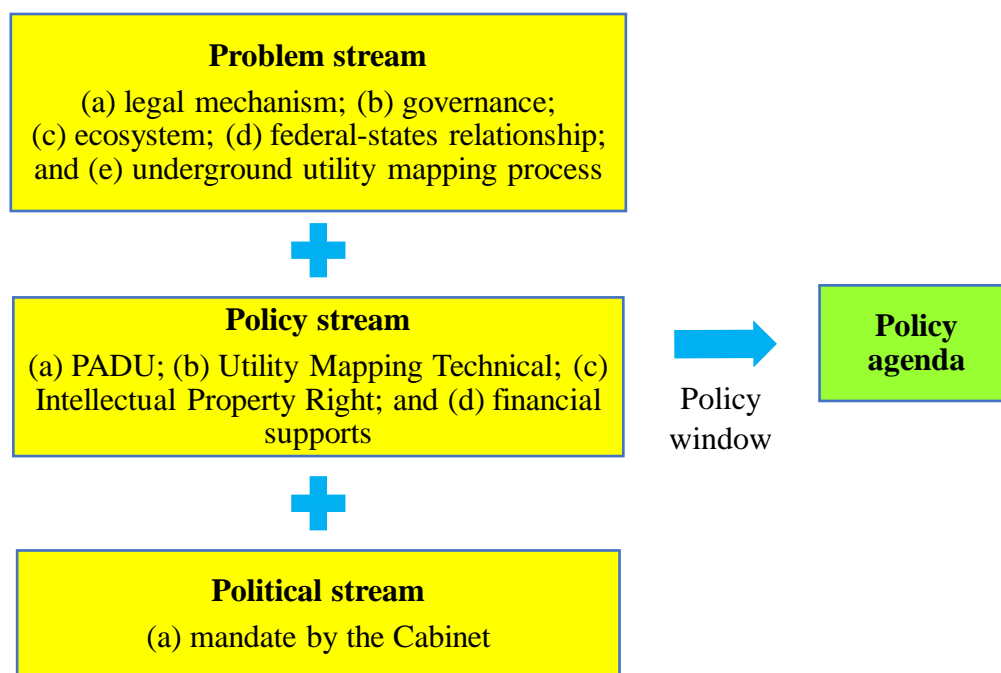 Problem stream
(a) legal mechanism; (b) governance;
(c) ecosystem; (d) federal-states relationship;
and (e) underground utility mapping process
Policy stream
(a) PADU; (b) Utility Mapping Technical; (c)
Intellectual Property Right; and (d) financial
supports
Policy
window
Policy
agenda
Political stream
(a) mandate by the Cabinet